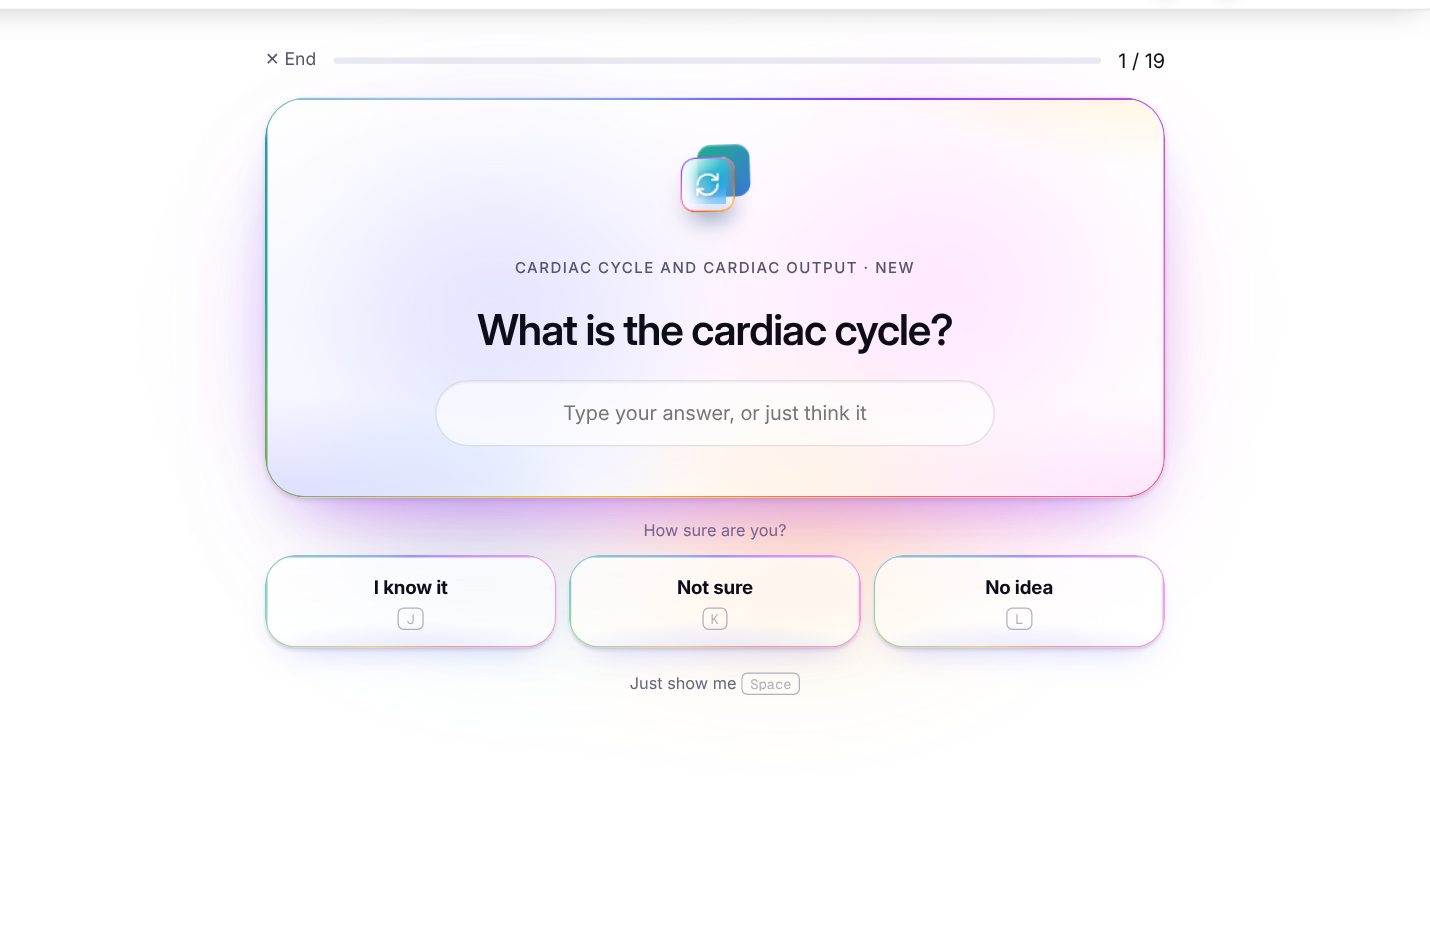 ✕ End
1 / 19
CARDIAC CYCLE AND CARDIAC OUTPUT · NEW
What is the cardiac cycle?
Type your answer, or just think it
How sure are you?
I know it
J
Not sure
K
No idea
L
Just show me Space